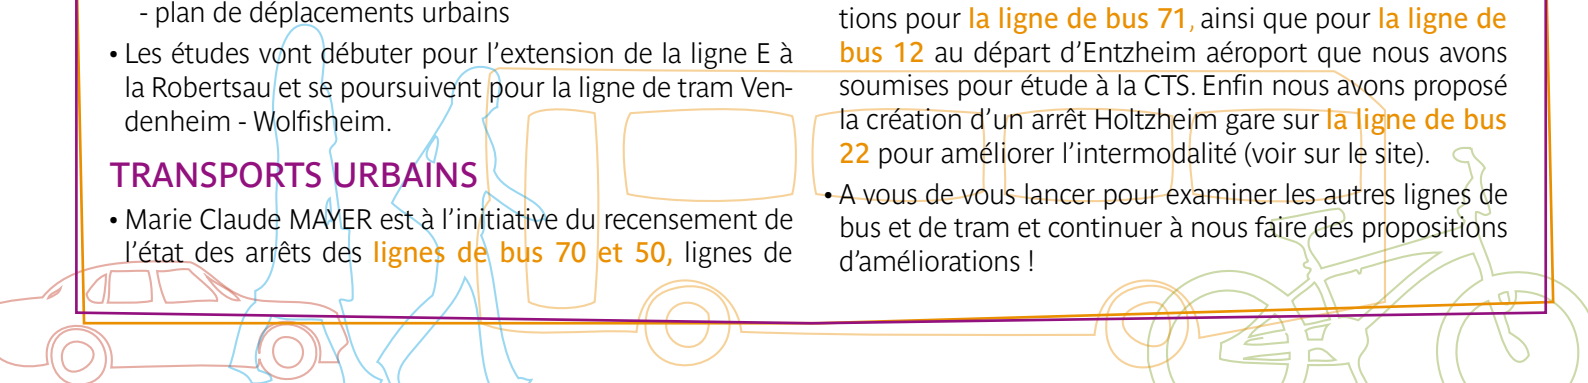 - plan de déplacements urbains
• Les études vont débuter pour l’extension de la ligne E à
la Robertsau et se poursuivent pour la ligne de tram Ven-
denheim - Wolfisheim.
TRANSPORTS URBAINS
• Marie Claude MAYER est à l’initiative du recensement de
l’état des arrêts des lignes de bus 70 et 50, lignes de
tions pour la ligne de bus 71, ainsi que pour la ligne de
bus 12 au départ d’Entzheim aéroport que nous avons
soumises pour étude à la CTS. Enfin nous avons proposé
la création d’un arrêt Holtzheim gare sur la ligne de bus
22 pour améliorer l’intermodalité (voir sur le site).
• A vous de vous lancer pour examiner les autres lignes de
bus et de tram et continuer à nous faire des propositions
d’améliorations !